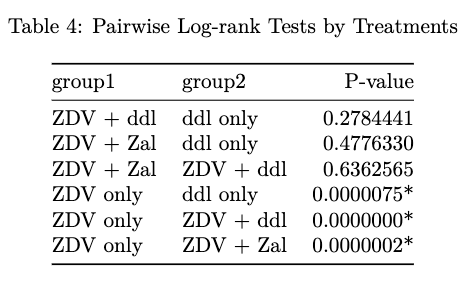 Table 4: Pairwise Log-rank Tests by Treatments
group1 group2 P-value
ZDV + ddl ddl only 0.2784441
ZDV + Zal ddl only 0.4776330
ZDV + Zal ZDV + ddl 0.6362565
ZDV only ddl only 0.0000075*
ZDV only ZDV + ddl 0.0000000*
ZDV only ZDV + Zal 0.0000002*